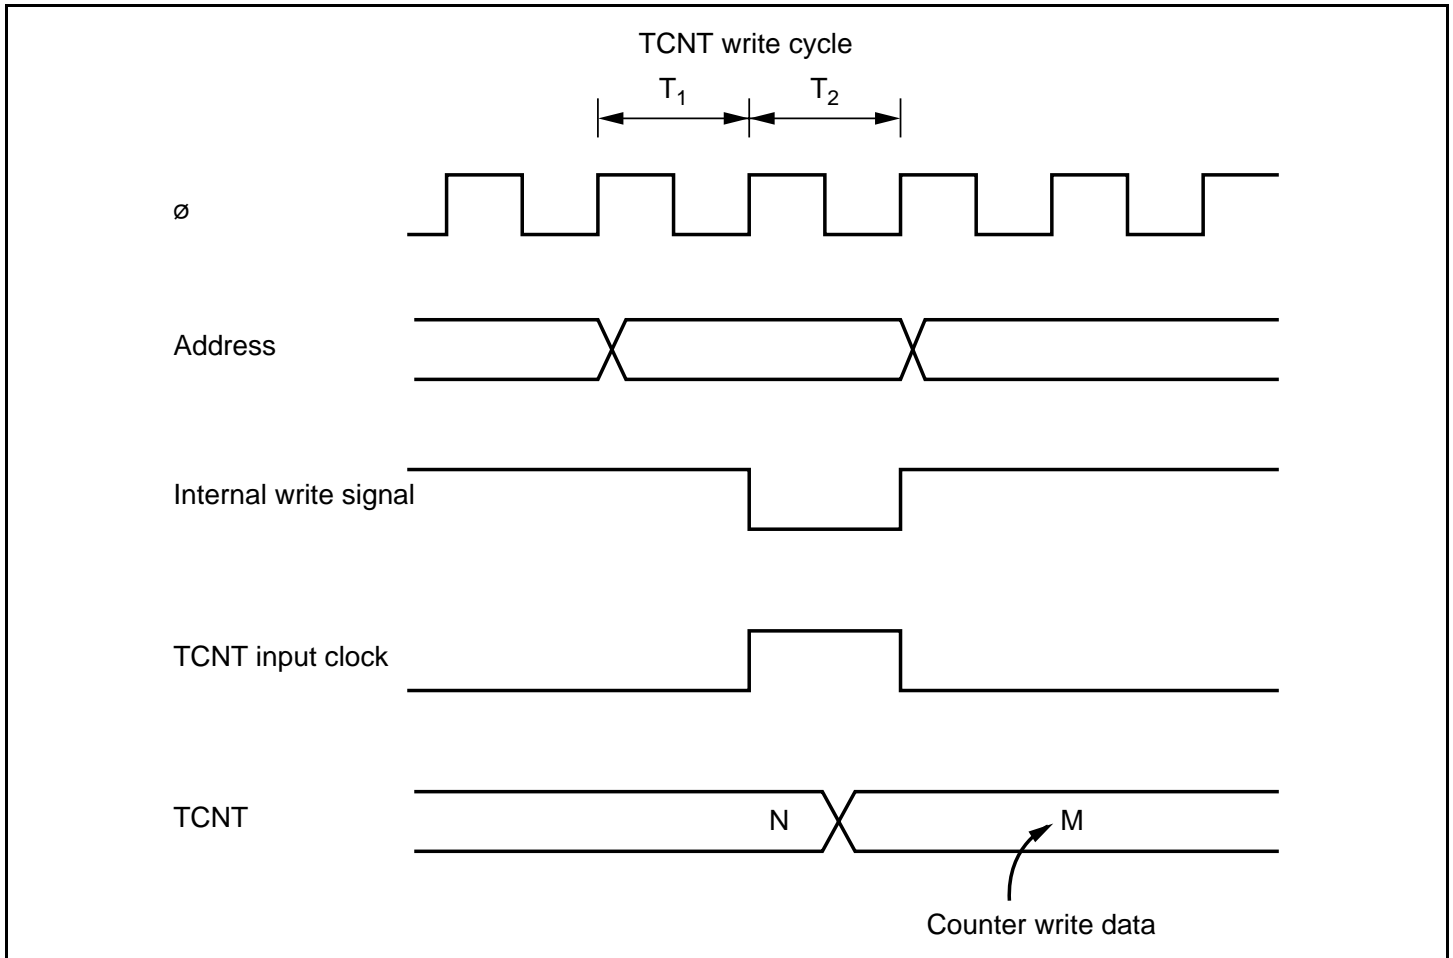 TCNT write cycle
T1 T2
ø
Address
Internal write signal
TCNT input clock
TCNT N M
Counter write data